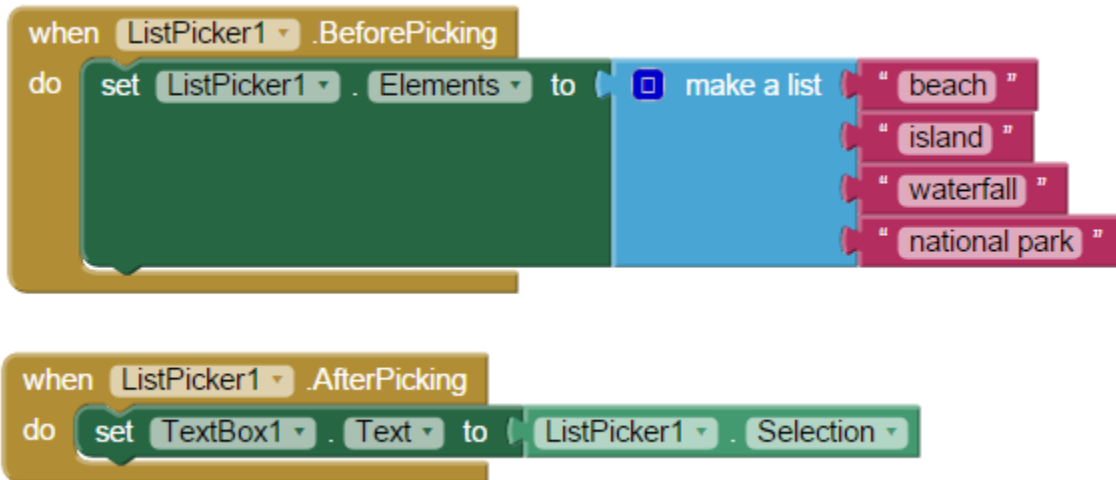 when ListPicker1 .BeforePicking
do set ListPicker1 . Elements to make a list " beach "
" island "
" waterfall "
" national park "
when ListPicker1 .AfterPicking
do set TextBox1 . Text to ListPicker1 . Selection